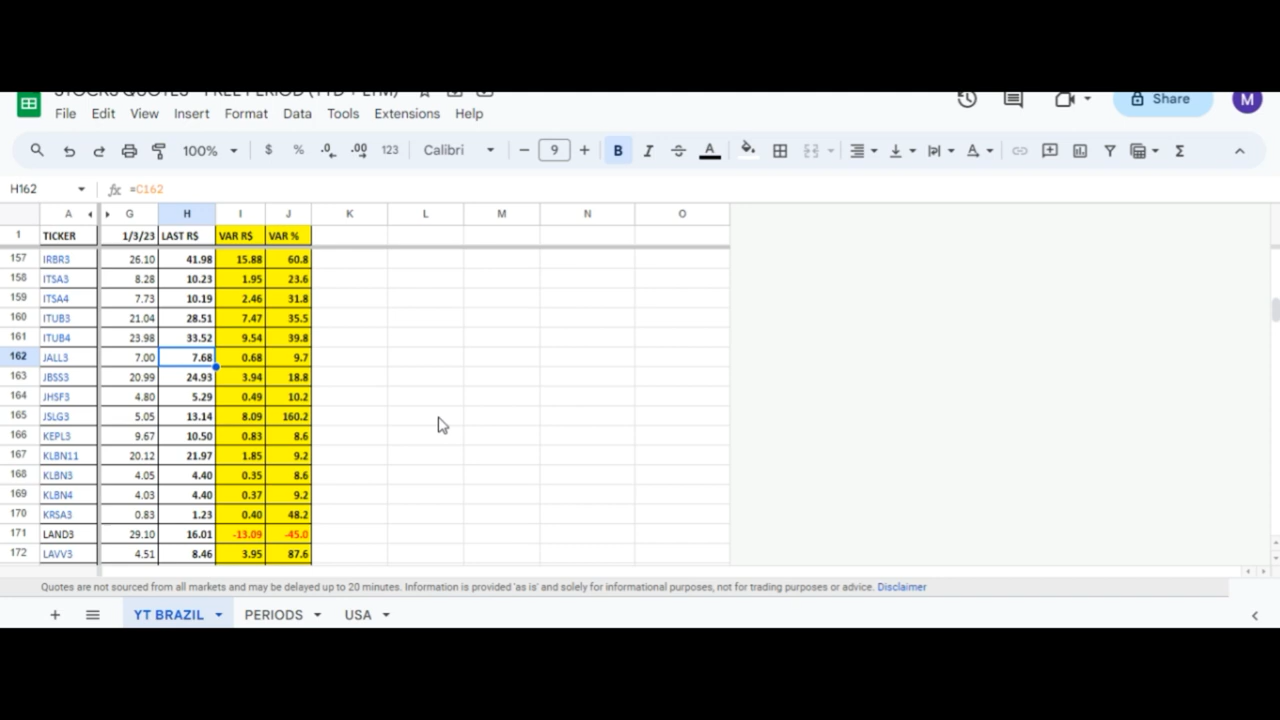 STOCKS QUOTES - FREE PERIOD (YTD + LTM)
File Edit View Insert Format Data Tools Extensions Help
Share M
100% $ % .0 .00 123 Calibri - 9 + B I A
H162 fx =C162
A G H I J K L M N O
1 TICKER 1/3/23 LAST R$ VAR R$ VAR %
157 IRBR3 26.10 41.98 15.88 60.8
158 ITSA3 8.28 10.23 1.95 23.6
159 ITSA4 7.73 10.19 2.46 31.8
160 ITUB3 21.04 28.51 7.47 35.5
161 ITUB4 23.98 33.52 9.54 39.8
162 JALL3 7.00 7.68 0.68 9.7
163 JBSS3 20.99 24.93 3.94 18.8
164 JHSF3 4.80 5.29 0.49 10.2
165 JSLG3 5.05 13.14 8.09 160.2
166 KEPL3 9.67 10.50 0.83 8.6
167 KLBN11 20.12 21.97 1.85 9.2
168 KLBN3 4.05 4.40 0.35 8.6
169 KLBN4 4.03 4.40 0.37 9.2
170 KRSA3 0.83 1.23 0.40 48.2
171 LAND3 29.10 16.01 -13.09 -45.0
172 LAVV3 4.51 8.46 3.95 87.6
Quotes are not sourced from all markets and may be delayed up to 20 minutes. Information is provided 'as is' and solely for informational purposes, not for trading purposes or advice. Disclaimer
+ YT BRAZIL PERIODS USA